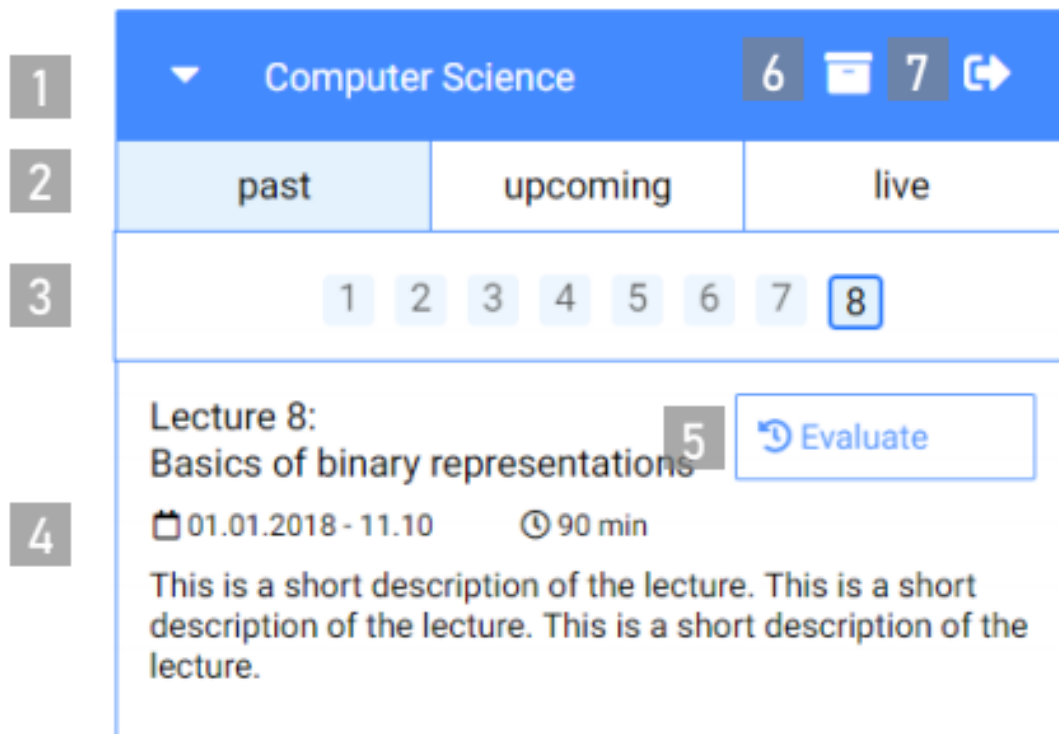 1 Computer Science 6 7
2 past upcoming live
3 1 2 3 4 5 6 7 8
Lecture 8:
Basics of binary representations 5 Evaluate
4 01.01.2018 - 11.10 90 min
This is a short description of the lecture. This is a short
description of the lecture. This is a short description of the
lecture.